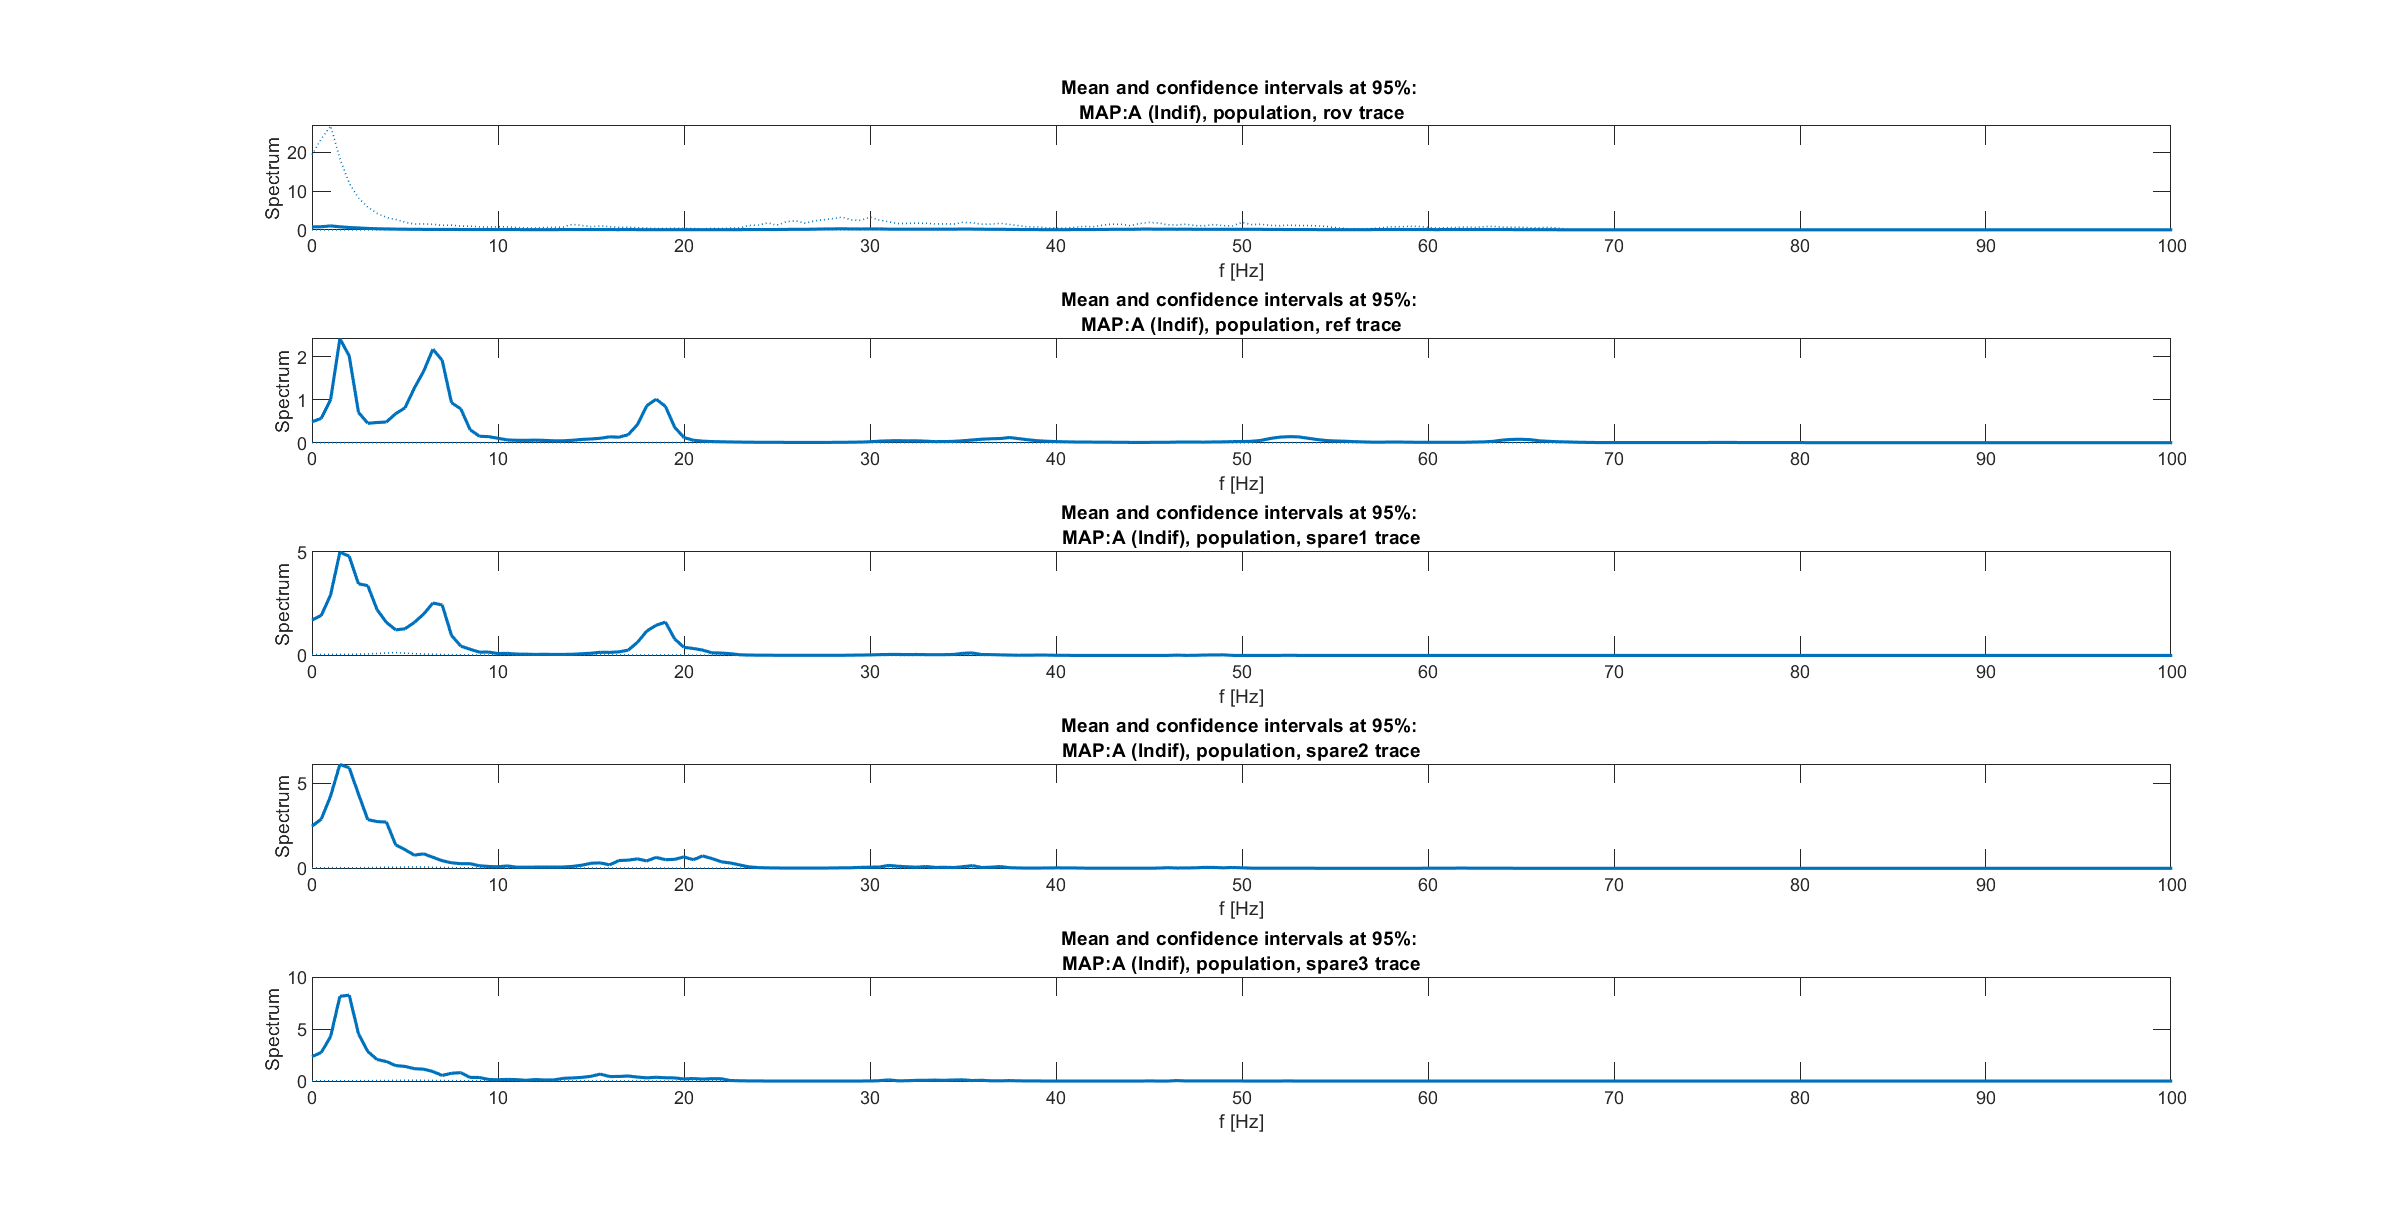 Mean and confidence intervals at 95%:
MAP:A (Indif), population, rov trace
Spectrum
20
10
0
0 10 20 30 40 50 60 70 80 90 100
f [Hz]
Mean and confidence intervals at 95%:
MAP:A (Indif), population, ref trace
Spectrum
2
1
0
0 10 20 30 40 50 60 70 80 90 100
f [Hz]
Mean and confidence intervals at 95%:
MAP:A (Indif), population, spare1 trace
Spectrum
5
0
0 10 20 30 40 50 60 70 80 90 100
f [Hz]
Mean and confidence intervals at 95%:
MAP:A (Indif), population, spare2 trace
Spectrum
5
0
0 10 20 30 40 50 60 70 80 90 100
f [Hz]
Mean and confidence intervals at 95%:
MAP:A (Indif), population, spare3 trace
Spectrum
10
5
0
0 10 20 30 40 50 60 70 80 90 100
f [Hz]